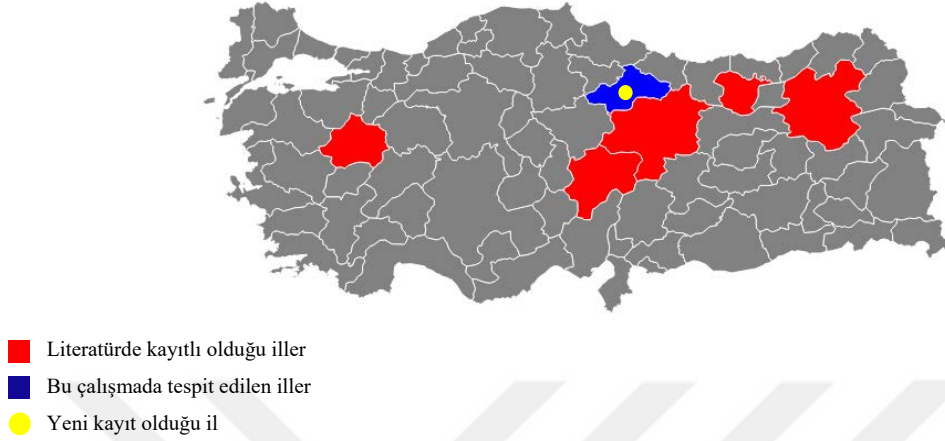 Literatürde kayıtlı olduğu iller
Bu çalışmada tespit edilen iller
Yeni kayıt olduğu il